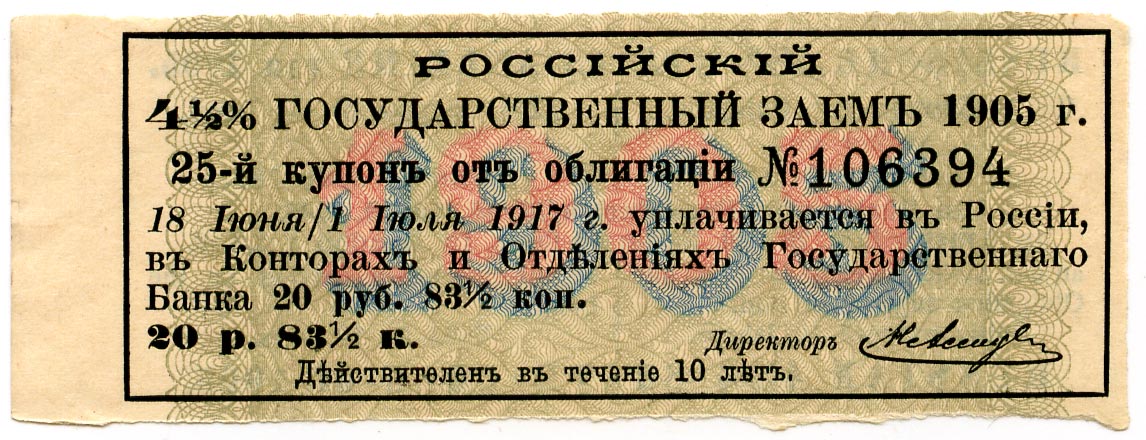 РОССІЙСКІЙ
4½% ГОСУДАРСТВЕННЫЙ ЗАЕМЪ 1905 г.
25-й купонъ отъ облигаціи №106394
18 Іюня/1 Іюля 1917 г. уплачивается въ Россіи,
въ Конторахъ и Отдѣленіяхъ Государственнаго
Банка 20 руб. 83½ коп.
20 р. 83½ к.
Директоръ
Дѣйствителенъ въ теченіе 10 лѣтъ.
1905